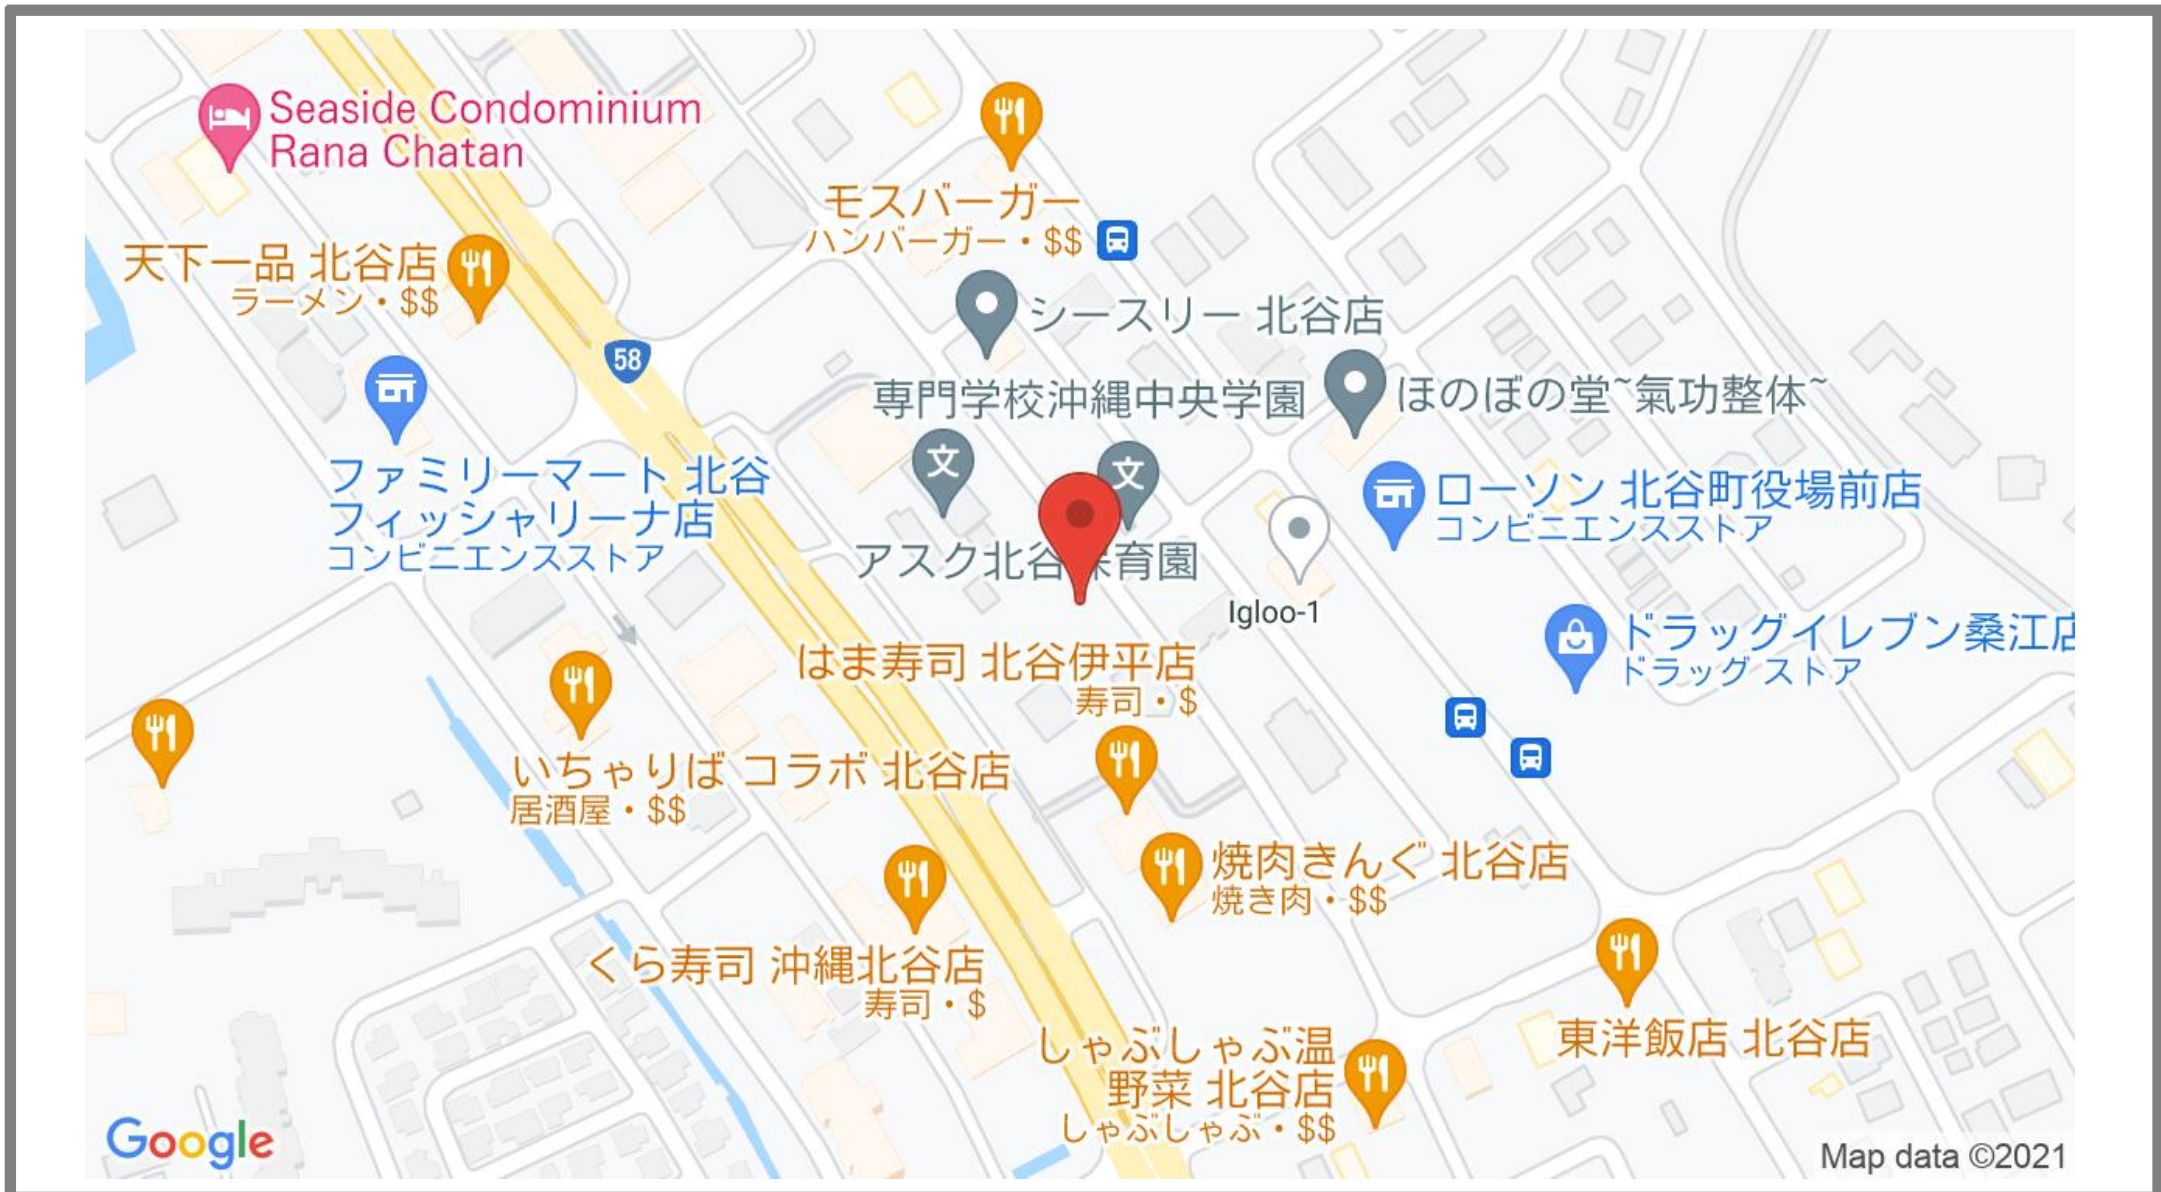 Seaside Condominium
Rana Chatan
モスバーガー
ハンバーガー・$$
天下一品 北谷店
ラーメン・$$
シースリー 北谷店
58
専門学校沖縄中央学園
ほのぼの堂~氣功整体~
文
文
ファミリーマート 北谷
フィッシャリーナ店
コンビニエンスストア
ローソン 北谷町役場前店
コンビニエンスストア
アスク北谷保育園
Igloo-1
ドラッグイレブン桑江店
ドラッグ ストア
はま寿司 北谷伊平店
寿司・$
いちゃりば コラボ 北谷店
居酒屋・$$
焼肉きんぐ 北谷店
焼き肉・$$
くら寿司 沖縄北谷店
寿司・$
東洋飯店 北谷店
しゃぶしゃぶ温
野菜 北谷店
しゃぶしゃぶ・$$
Google
Map data ©2021